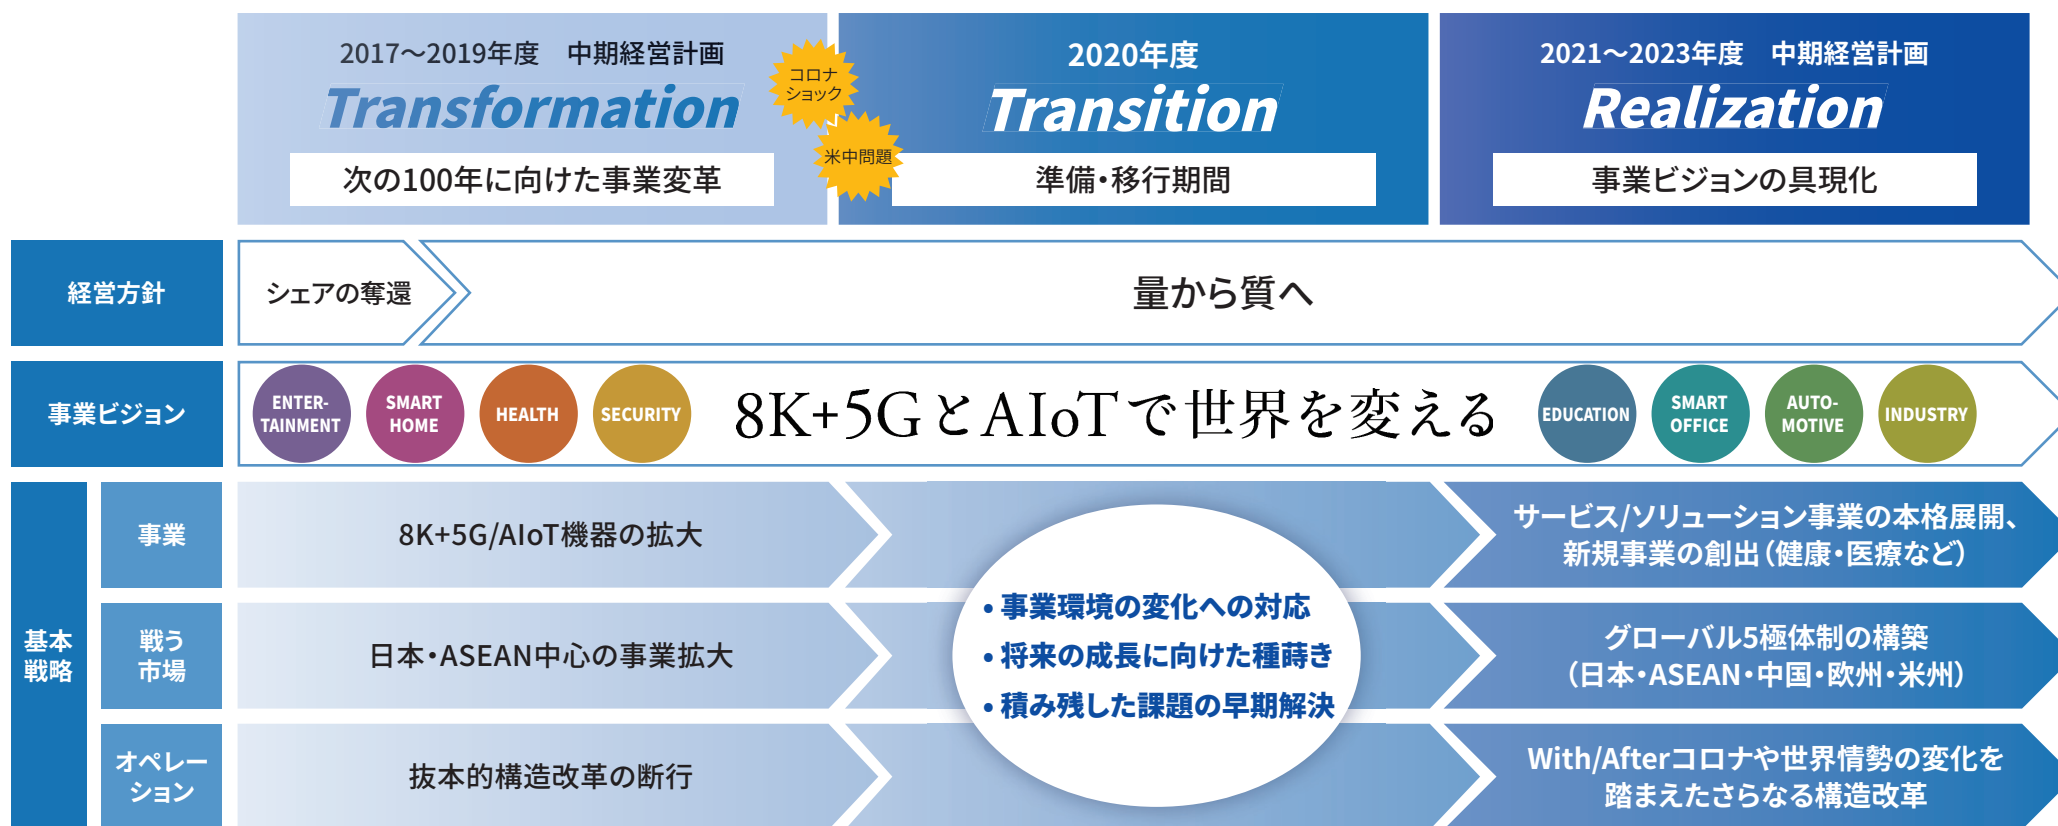 2017～2019年度　中期経営計画
Transformation
次の100年に向けた事業変革
コロナ
ショック
米中問題
2020年度
Transition
準備・移行期間
2021～2023年度　中期経営計画
Realization
事業ビジョンの具現化
経営方針
シェアの奪還
量から質へ
事業ビジョン
ENTER-
TAINMENT
SMART
HOME
HEALTH
SECURITY
8K+5GとAIoTで世界を変える
EDUCATION
SMART
OFFICE
AUTO-
MOTIVE
INDUSTRY
基本
戦略
事業
8K+5G/AIoT機器の拡大
サービス/ソリューション事業の本格展開、
新規事業の創出（健康・医療など）
戦う
市場
日本・ASEAN中心の事業拡大
• 事業環境の変化への対応
• 将来の成長に向けた種蒔き
• 積み残した課題の早期解決
グローバル5極体制の構築
（日本・ASEAN・中国・欧州・米州）
オペレー
ション
抜本的構造改革の断行
With/Afterコロナや世界情勢の変化を
踏まえたさらなる構造改革